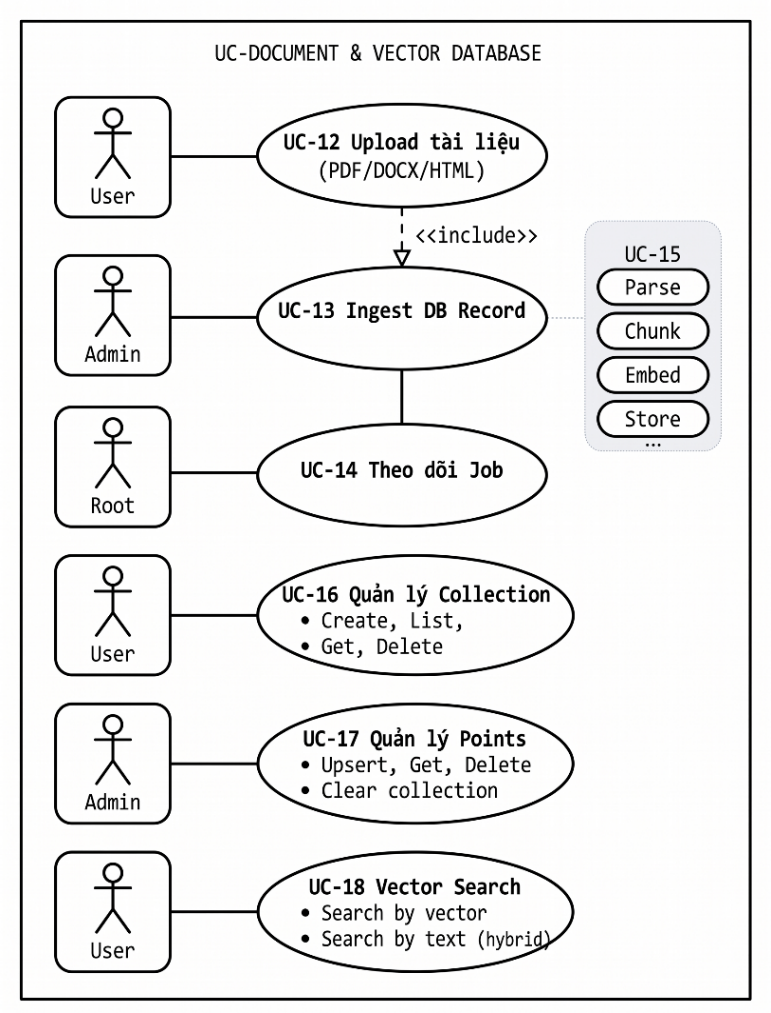 UC-DOCUMENT & VECTOR DATABASE
User
UC-12 Upload tài liệu
(PDF/DOCX/HTML)
<<include>>
Admin
UC-13 Ingest DB Record
UC-15
Parse
Chunk
Embed
Store
...
Root
UC-14 Theo dõi Job
User
UC-16 Quản lý Collection
• Create, List,
• Get, Delete
Admin
UC-17 Quản lý Points
• Upsert, Get, Delete
• Clear collection
User
UC-18 Vector Search
• Search by vector
• Search by text (hybrid)